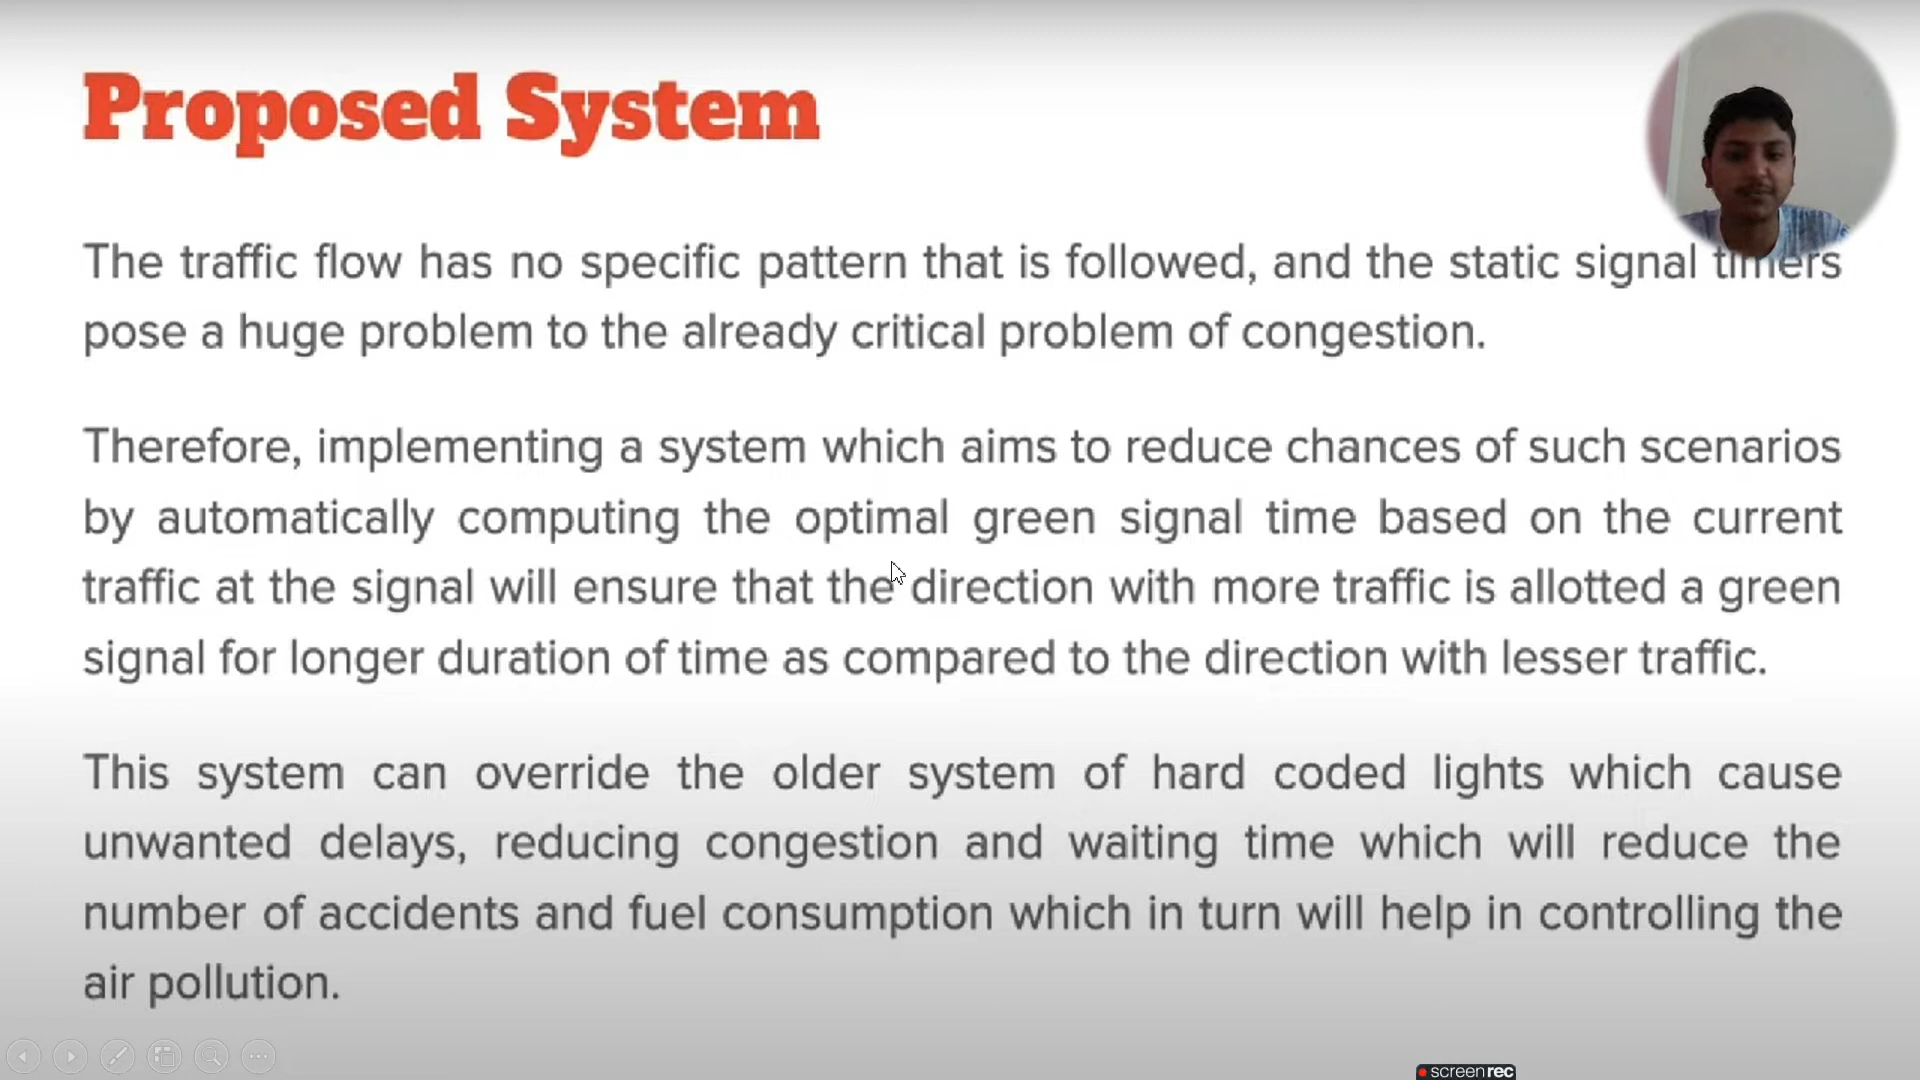 Proposed System
The traffic flow has no specific pattern that is followed, and the static signal timers
pose a huge problem to the already critical problem of congestion.
Therefore, implementing a system which aims to reduce chances of such scenarios
by automatically computing the optimal green signal time based on the current
traffic at the signal will ensure that the direction with more traffic is allotted a green
signal for longer duration of time as compared to the direction with lesser traffic.
This system can override the older system of hard coded lights which cause
unwanted delays, reducing congestion and waiting time which will reduce the
number of accidents and fuel consumption which in turn will help in controlling the
air pollution.
screenrec